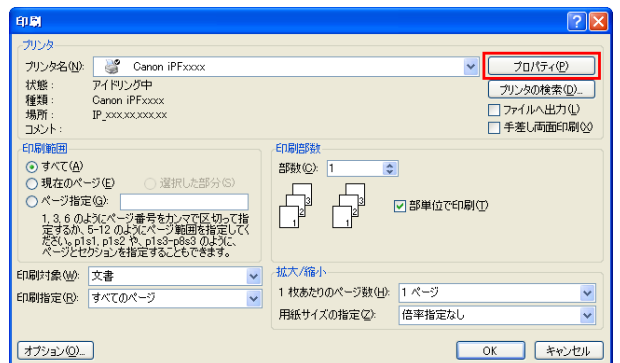 印刷
プリンタ
プリンタ名(N): Canon iPFxxxx プロパティ(P)
状態: アイドリング中 プリンタの検索(D)...
種類: Canon iPFxxxx
場所: IP_xxx,xx,xxx,xx ファイルへ出力(L)
コメント: 手差し両面印刷(X)
印刷範囲 印刷部数
すべて(A) 部数(C): 1
現在のページ(E) 選択した部分(S)
ページ指定(G): 部単位で印刷(T)
1, 3, 6 のようにページ番号をカンマで区切って指
定するか、5-12 のようにページ範囲を指定してく
ださい。p1s1, p1s2 や、p1s3-p8s3 のように、
ページとセクションを指定することもできます。
1 2 3 1 2 3
印刷対象(W): 文書 拡大/縮小
印刷指定(R): すべてのページ 1 枚あたりのページ数(H): 1 ページ
用紙サイズの指定(Z): 倍率指定なし
オプション(O)... OK キャンセル